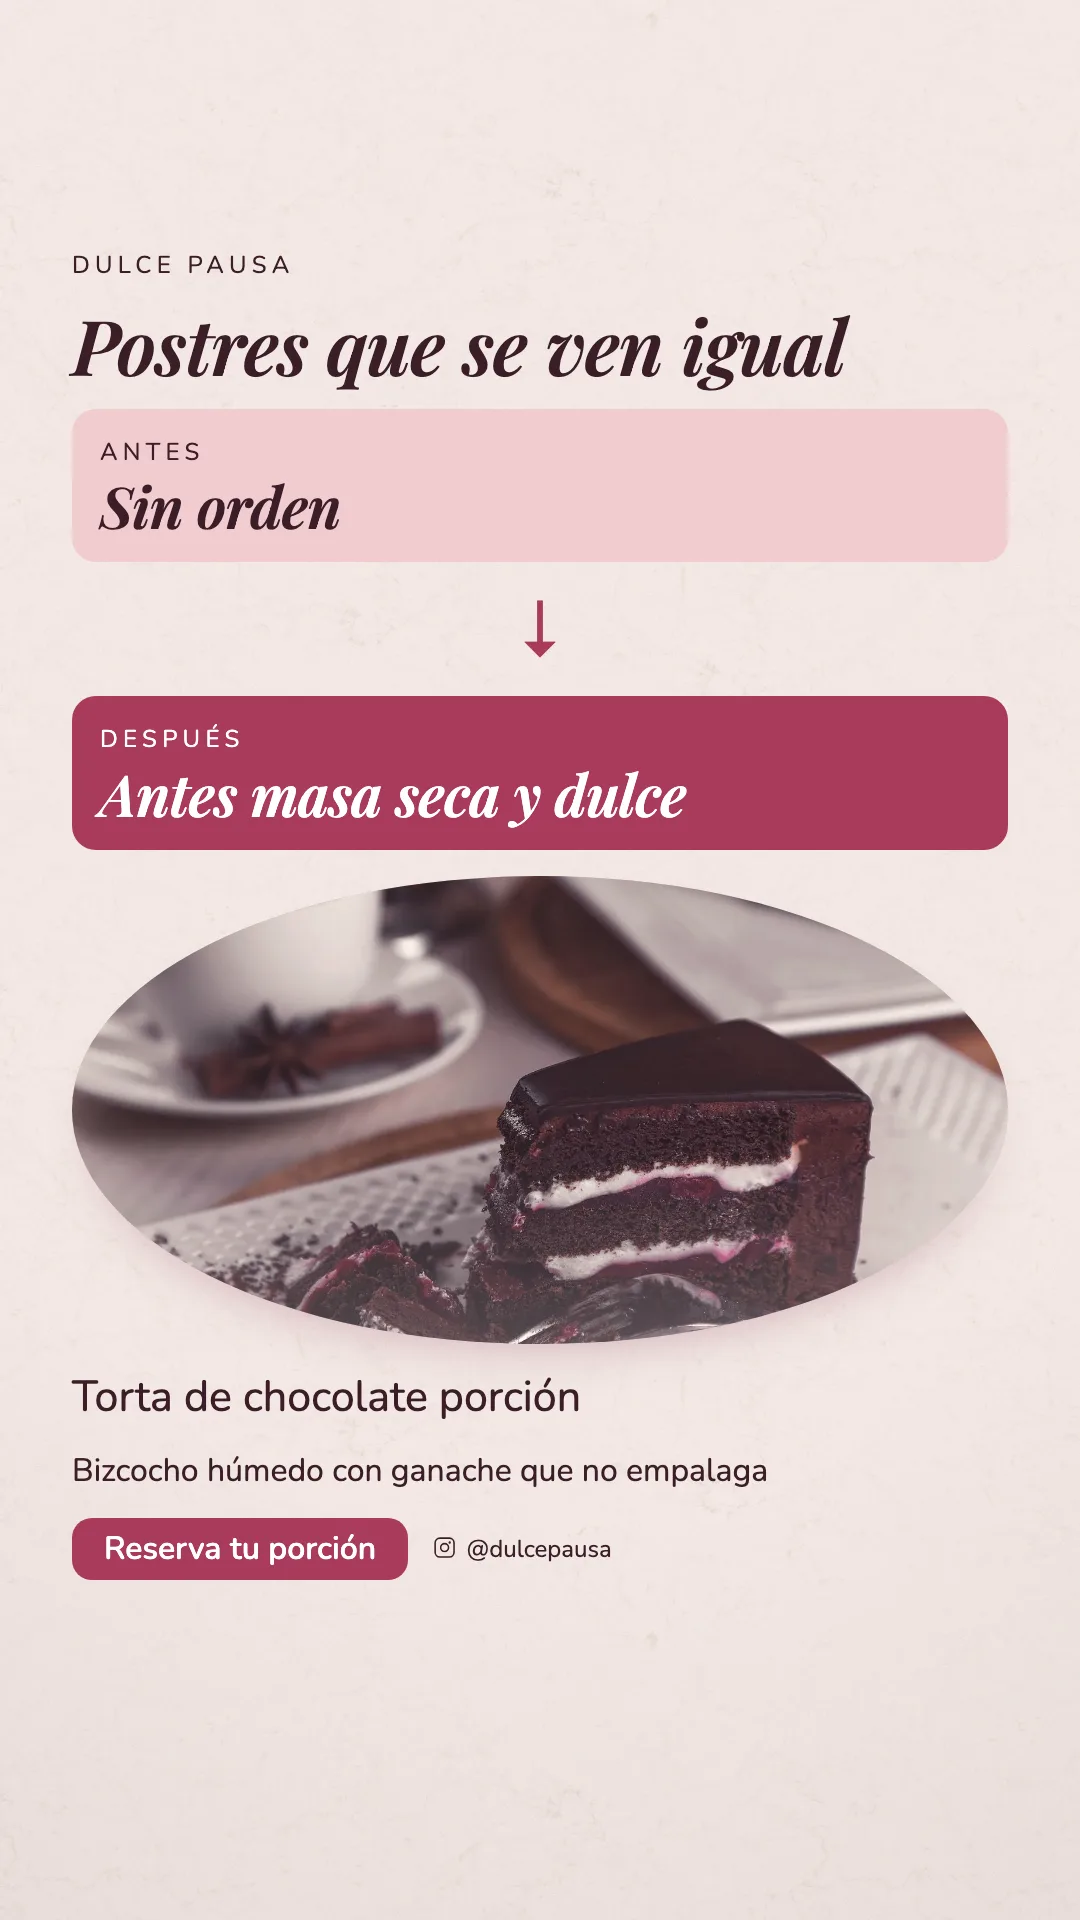 DULCE PAUSA
Postres que se ven igual
ANTES
Sin orden
DESPUÉS
Antes masa seca y dulce
Torta de chocolate porción
Bizcocho húmedo con ganache que no empalaga
Reserva tu porción
@dulcepausa